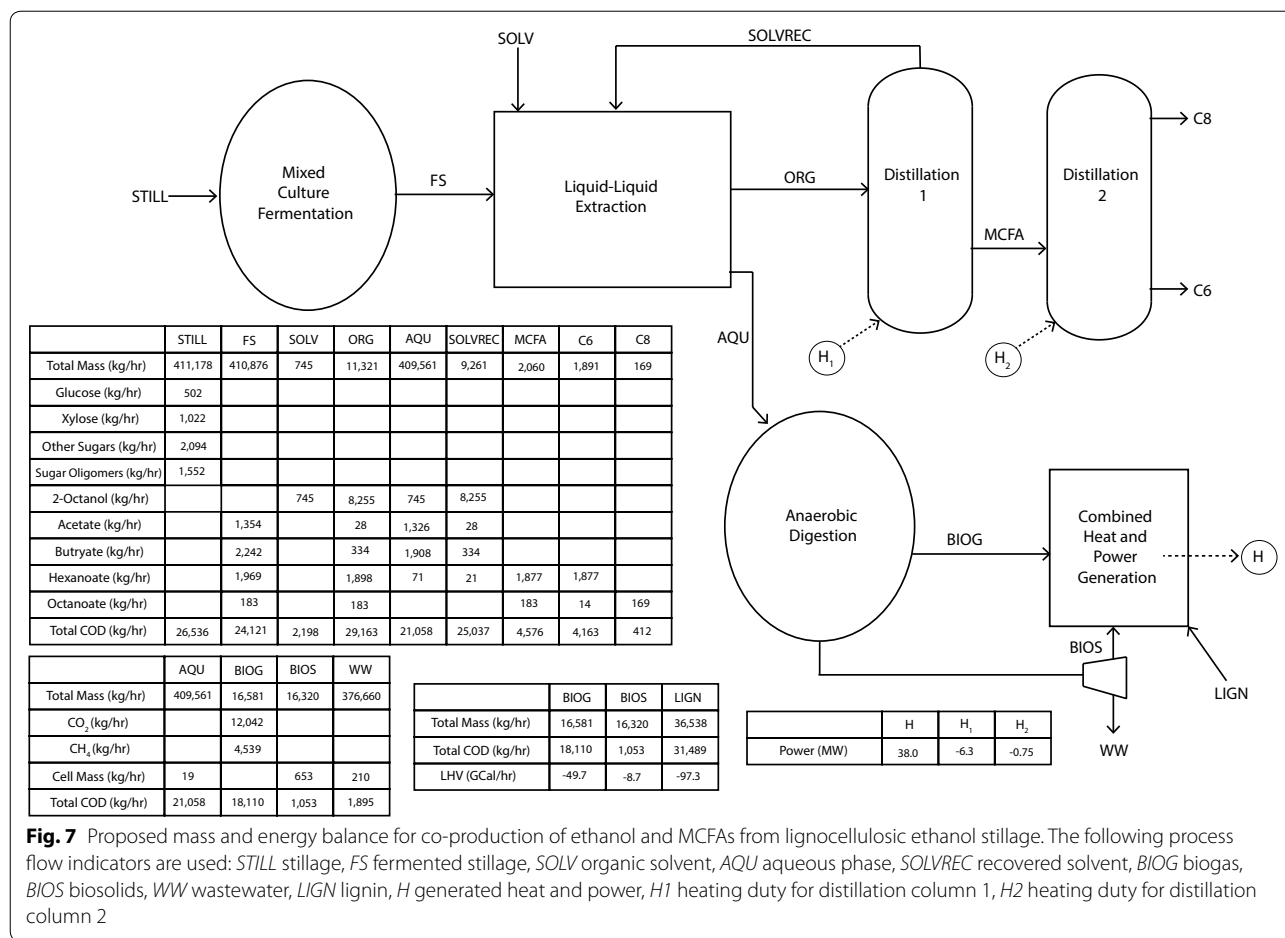 SOLV
SOLVREC
STILL
Mixed
Culture
Fermentation
FS
Liquid-Liquid
Extraction
ORG
Distillation
1
MCFA
Distillation
2
C8
C6
AQU
H1
H2
STILL FS SOLV ORG AQU SOLVREC MCFA C6 C8
Total Mass (kg/hr) 411,178 410,876 745 11,321 409,561 9,261 2,060 1,891 169
Glucose (kg/hr) 502
Xylose (kg/hr) 1,022
Other Sugars (kg/hr) 2,094
Sugar Oligomers (kg/hr) 1,552
2-Octanol (kg/hr) 745 8,255 745 8,255
Acetate (kg/hr) 1,354 28 1,326 28
Butryate (kg/hr) 2,242 334 1,908 334
Hexanoate (kg/hr) 1,969 1,898 71 21 1,877 1,877
Octanoate (kg/hr) 183 183 183 14 169
Total COD (kg/hr) 26,536 24,121 2,198 29,163 21,058 25,037 4,576 4,163 412
Anaerobic
Digestion
BIOG
Combined
Heat and
Power
Generation
H
BIOS
LIGN
WW
AQU BIOG BIOS WW
Total Mass (kg/hr) 409,561 16,581 16,320 376,660
CO2 (kg/hr) 12,042
CH4 (kg/hr) 4,539
Cell Mass (kg/hr) 19 653 210
Total COD (kg/hr) 21,058 18,110 1,053 1,895
BIOG BIOS LIGN
Total Mass (kg/hr) 16,581 16,320 36,538
Total COD (kg/hr) 18,110 1,053 31,489
LHV (GCal/hr) -49.7 -8.7 -97.3
H H1 H2
Power (MW) 38.0 -6.3 -0.75
Fig. 7 Proposed mass and energy balance for co-production of ethanol and MCFAs from lignocellulosic ethanol stillage. The following process
flow indicators are used: STILL stillage, FS fermented stillage, SOLV organic solvent, AQU aqueous phase, SOLVREC recovered solvent, BIOG biogas,
BIOS biosolids, WW wastewater, LIGN lignin, H generated heat and power, H1 heating duty for distillation column 1, H2 heating duty for distillation
column 2